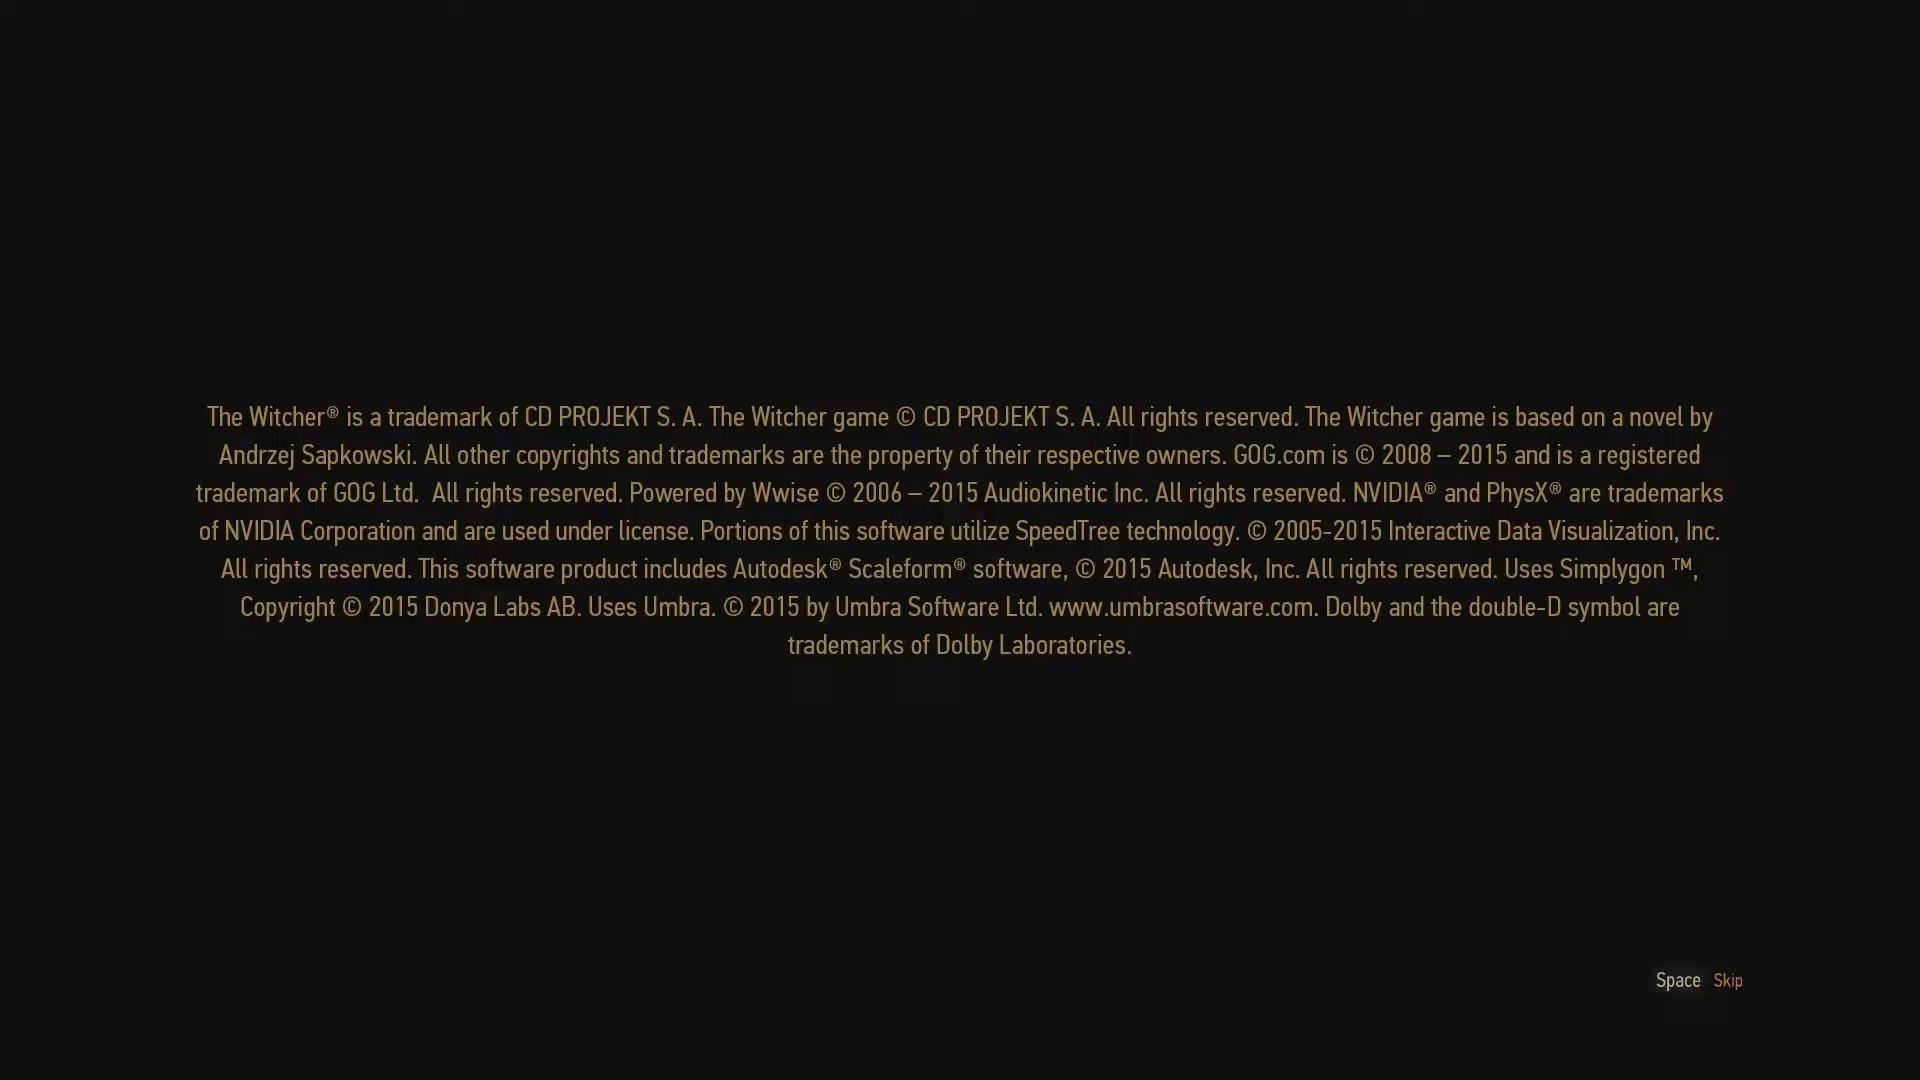 The Witcher® is a trademark of CD PROJEKT S. A. The Witcher game © CD PROJEKT S. A. All rights reserved. The Witcher game is based on a novel by
Andrzej Sapkowski. All other copyrights and trademarks are the property of their respective owners. GOG.com is © 2008 – 2015 and is a registered
trademark of GOG Ltd.  All rights reserved. Powered by Wwise © 2006 – 2015 Audiokinetic Inc. All rights reserved. NVIDIA® and PhysX® are trademarks
of NVIDIA Corporation and are used under license. Portions of this software utilize SpeedTree technology. © 2005-2015 Interactive Data Visualization, Inc.
All rights reserved. This software product includes Autodesk® Scaleform® software, © 2015 Autodesk, Inc. All rights reserved. Uses Simplygon ™,
Copyright © 2015 Donya Labs AB. Uses Umbra. © 2015 by Umbra Software Ltd. www.umbrasoftware.com. Dolby and the double-D symbol are
trademarks of Dolby Laboratories.
Space Skip